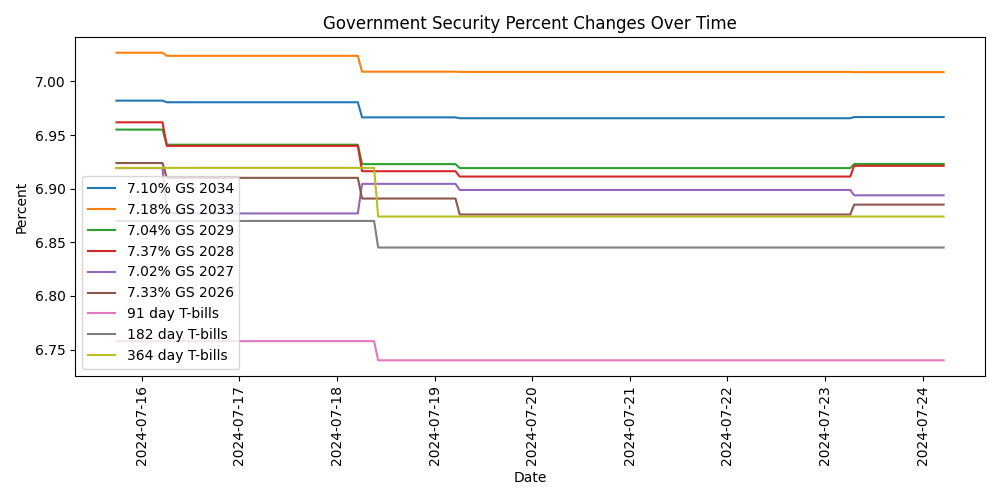 Government Security Percent Changes Over Time
Percent
7.00
6.95
6.90
6.85
6.80
6.75
7.10% GS 2034
7.18% GS 2033
7.04% GS 2029
7.37% GS 2028
7.02% GS 2027
7.33% GS 2026
91 day T-bills
182 day T-bills
364 day T-bills
2024-07-16
2024-07-17
2024-07-18
2024-07-19
2024-07-20
2024-07-21
2024-07-22
2024-07-23
2024-07-24
Date